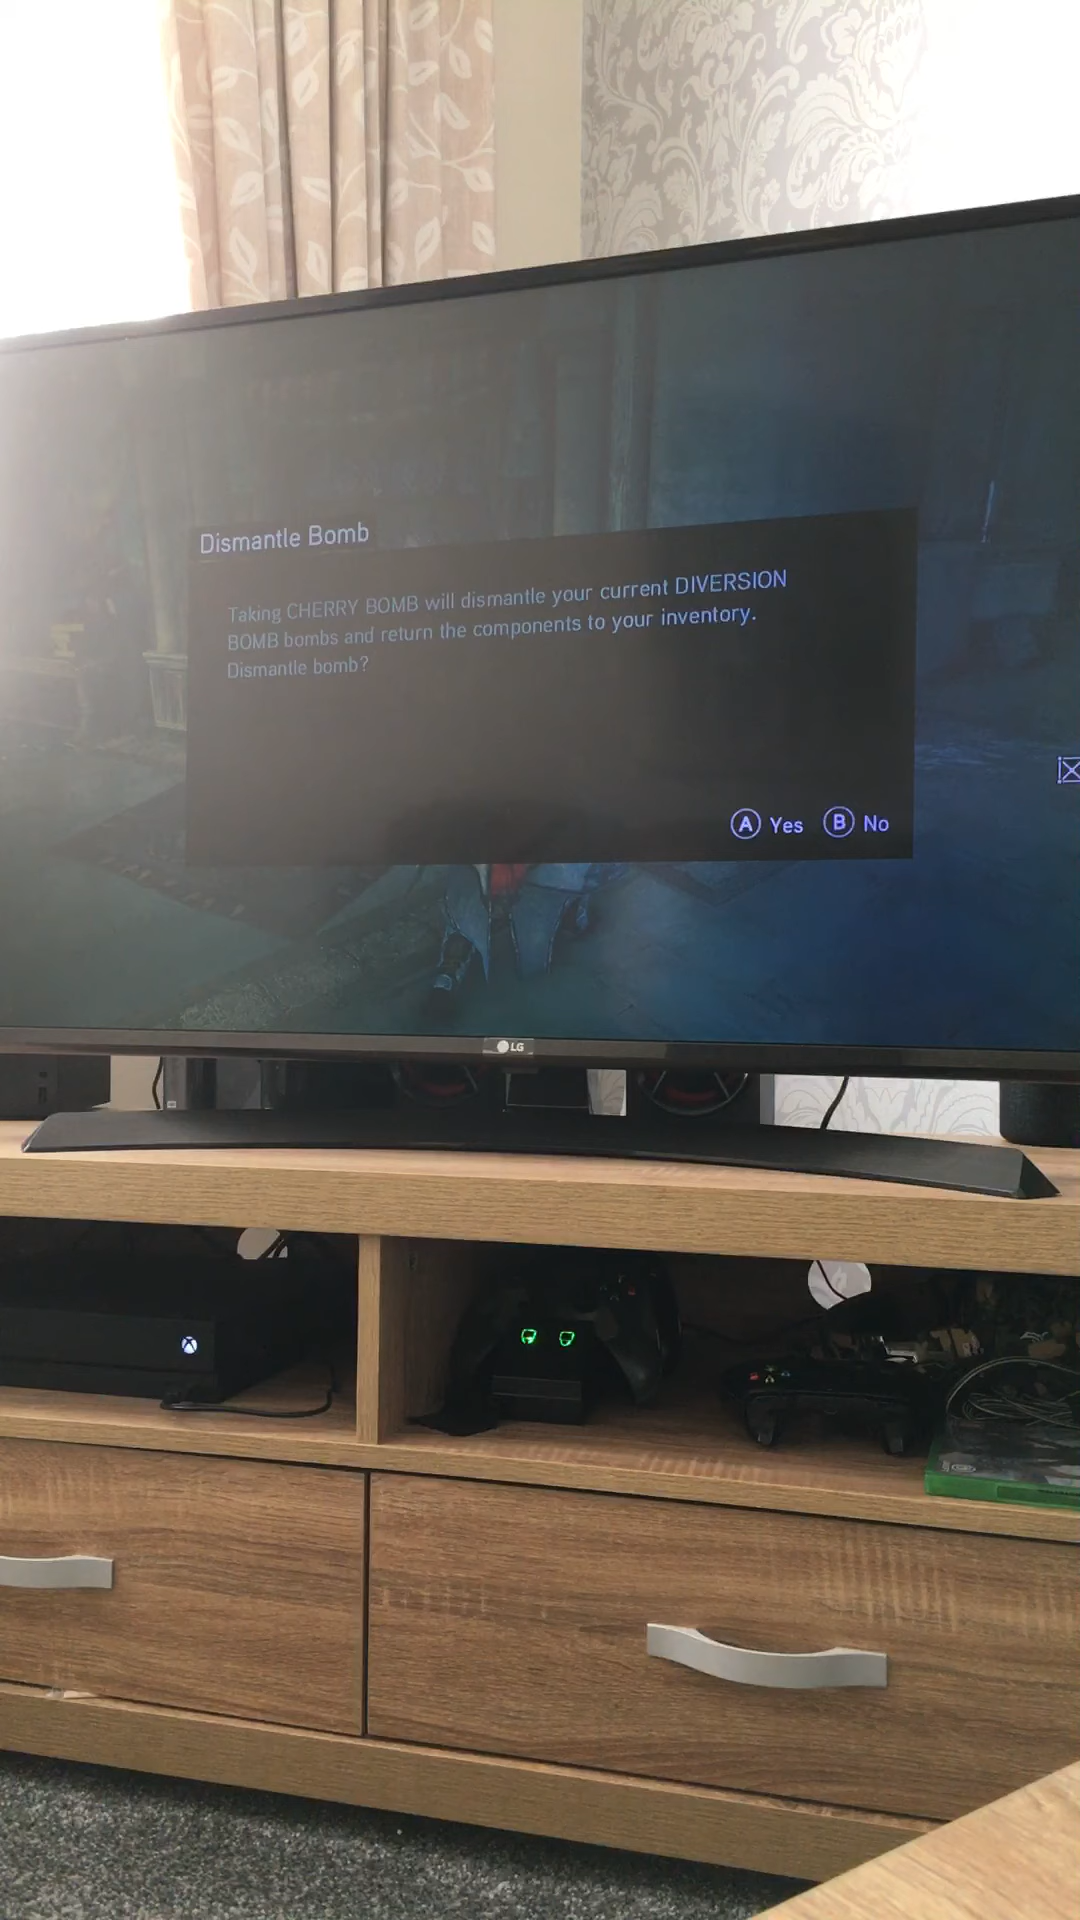 Dismantle Bomb
Taking CHERRY BOMB will dismantle your current DIVERSION
BOMB bombs and return the components to your inventory.
Dismantle bomb?
A Yes B No
LG